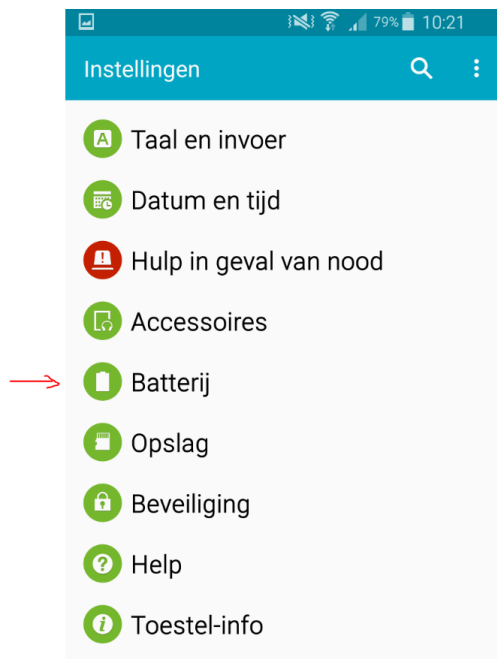 79% 10:21
Instellingen
Taal en invoer
Datum en tijd
Hulp in geval van nood
Accessoires
Batterij
Opslag
Beveiliging
Help
Toestel-info